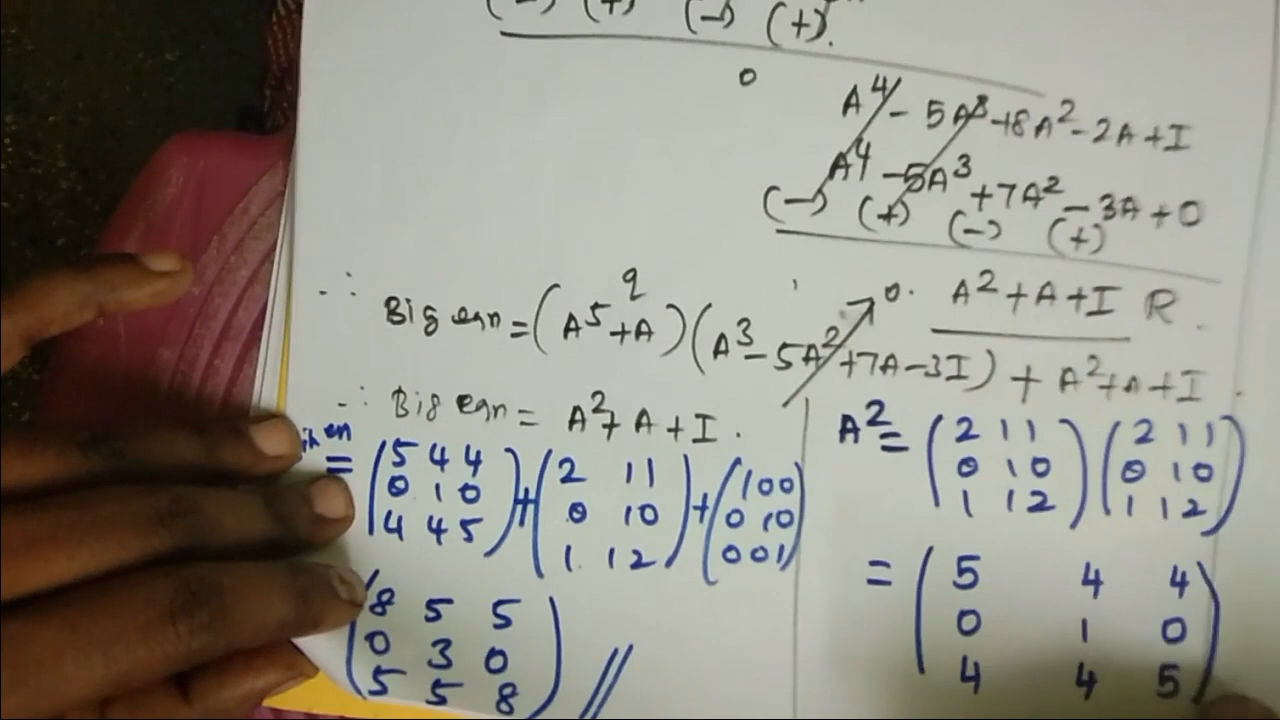 (-) (+) (-) (+).
0 A⁴ - 5A³ + 8A² - 2A + I
A⁴ - 5A³ + 7A² - 3A + 0
(-) (+) (-) (+)
A² + A + I R.
∴ Big eqn = (A⁵ + A) (A³ - 5A² + 7A - 3I) + A² + A + I.
q 0.
∴ Big eqn = A² + A + I.
= (5 4 4
0 1 0
4 4 5) + (2 1 1
0 1 0
1 1 2) + (1 0 0
0 1 0
0 0 1)
(8 5 5
0 3 0
5 5 8) //
A² = (2 1 1
0 1 0
1 1 2) (2 1 1
0 1 0
1 1 2)
= (5 4 4
0 1 0
4 4 5)